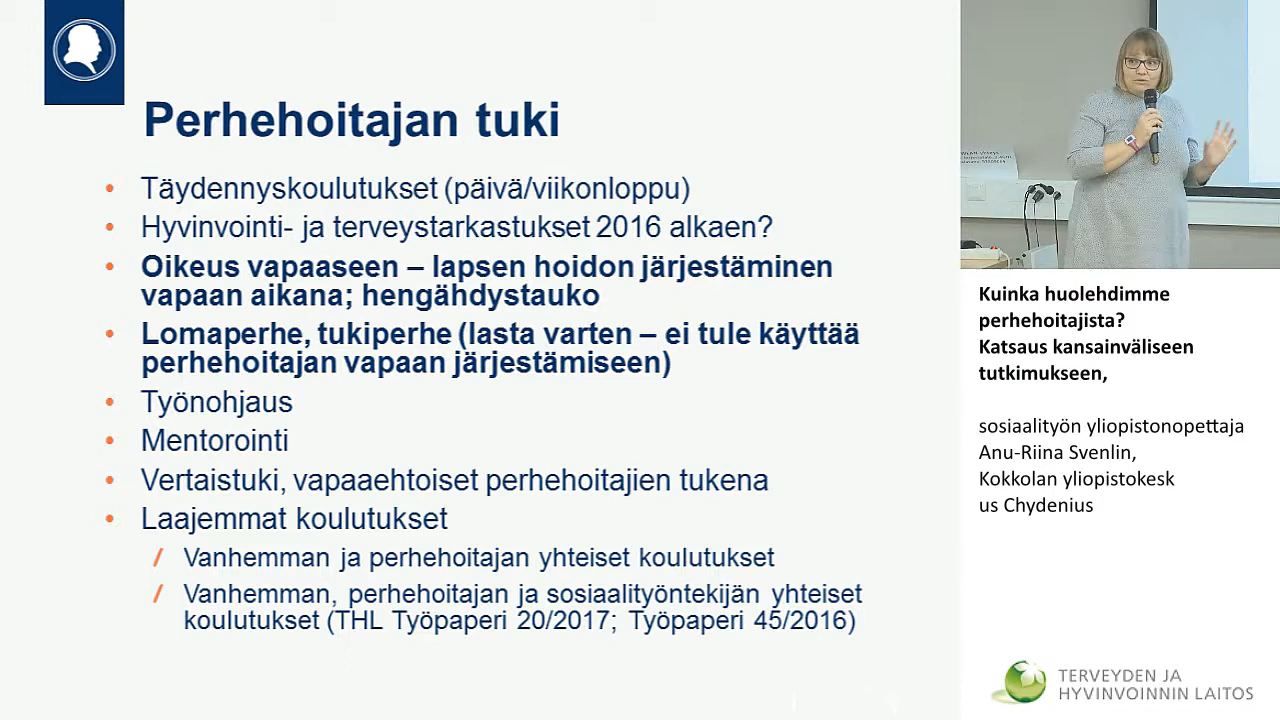 Perhehoitajan tuki
• Täydennyskoulutukset (päivä/viikonloppu)
• Hyvinvointi- ja terveystarkastukset 2016 alkaen?
• Oikeus vapaaseen – lapsen hoidon järjestäminen
vapaan aikana; hengähdystauko
• Lomaperhe, tukiperhe (lasta varten – ei tule käyttää
perhehoitajan vapaan järjestämiseen)
• Työnohjaus
• Mentorointi
• Vertaistuki, vapaaehtoiset perhehoitajien tukena
• Laajemmat koulutukset
/ Vanhemman ja perhehoitajan yhteiset koulutukset
/ Vanhemman, perhehoitajan ja sosiaalityöntekijän yhteiset
koulutukset (THL Työpaperi 20/2017; Työpaperi 45/2016)
Kuinka huolehdimme
perhehoitajista?
Katsaus kansainväliseen
tutkimukseen,
sosiaalityön yliopistonopettaja
Anu-Riina Svenlin,
Kokkolan yliopistokesk
us Chydenius
TERVEYDEN JA
HYVINVOINNIN LAITOS